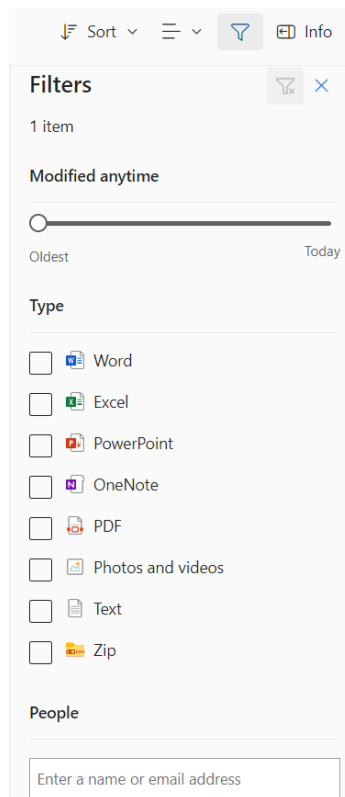 Sort
Info
Filters
1 item
Modified anytime
Oldest
Today
Type
Word
Excel
PowerPoint
OneNote
PDF
Photos and videos
Text
Zip
People
Enter a name or email address